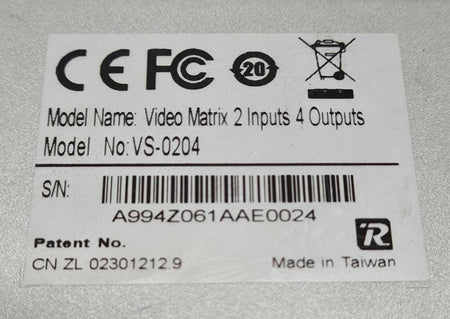 CE FC 20
Model Name: Video Matrix 2 Inputs 4 Outputs
Model No:VS-0204
S/N:
A994Z061AAE0024
Patent No.
R
CN ZL 02301212.9
Made in Taiwan